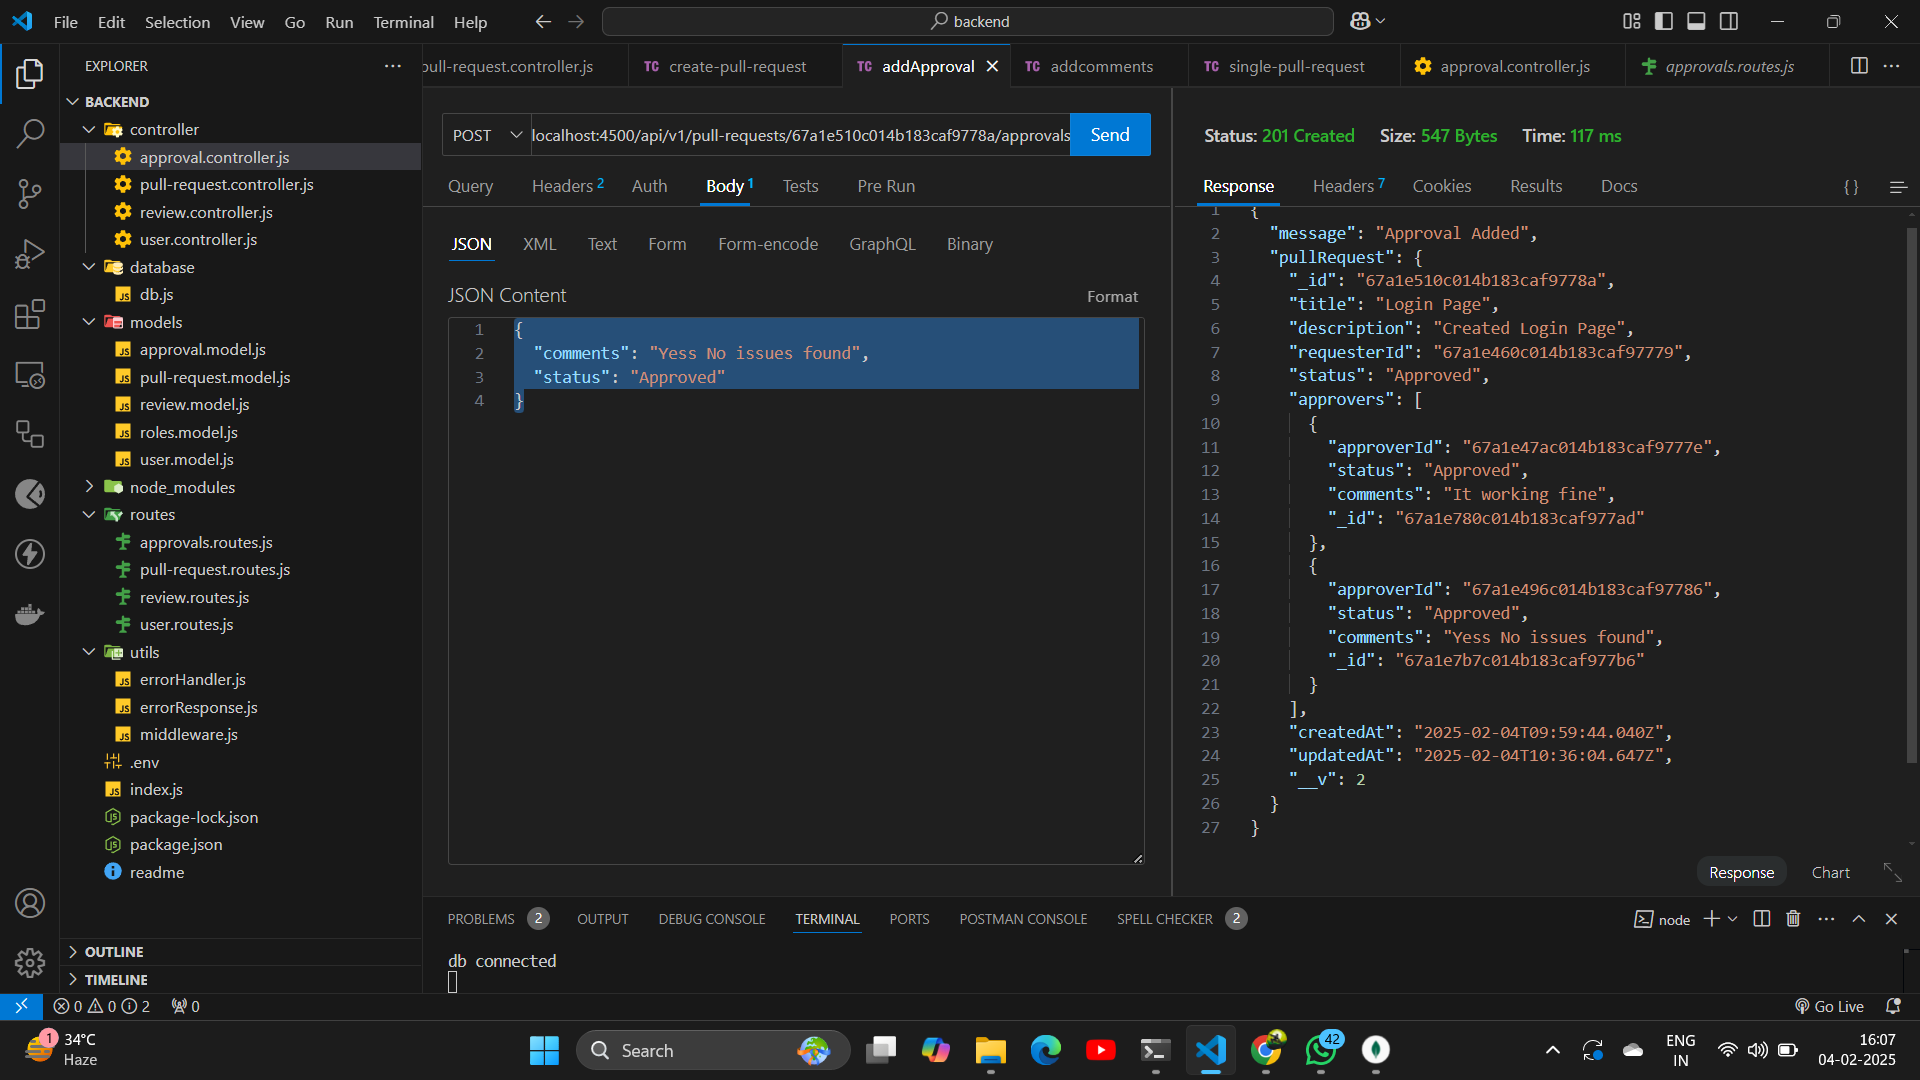 File Edit Selection View Go Run Terminal Help
backend
EXPLORER
BACKEND
controller
approval.controller.js
pull-request.controller.js
review.controller.js
user.controller.js
database
db.js
models
approval.model.js
pull-request.model.js
review.model.js
roles.model.js
user.model.js
node_modules
routes
approvals.routes.js
pull-request.routes.js
review.routes.js
user.routes.js
utils
errorHandler.js
errorResponse.js
middleware.js
.env
index.js
package-lock.json
package.json
readme
OUTLINE
TIMELINE
pull-request.controller.js TC create-pull-request TC addApproval TC addcomments TC single-pull-request approval.controller.js approvals.routes.js
POST localhost:4500/api/v1/pull-requests/67a1e510c014b183caf9778a/approvals Send
Query Headers 2 Auth Body 1 Tests Pre Run
JSON XML Text Form Form-encode GraphQL Binary
JSON Content Format
1 {
2 "comments": "Yess No issues found",
3 "status": "Approved"
4 }
Status: 201 Created Size: 547 Bytes Time: 117 ms
Response Headers 7 Cookies Results Docs { }
1 {
2 "message": "Approval Added",
3 "pullRequest": {
4 "_id": "67a1e510c014b183caf9778a",
5 "title": "Login Page",
6 "description": "Created Login Page",
7 "requesterId": "67a1e460c014b183caf97779",
8 "status": "Approved",
9 "approvers": [
10 {
11 "approverId": "67a1e47ac014b183caf9777e",
12 "status": "Approved",
13 "comments": "It working fine",
14 "_id": "67a1e780c014b183caf977ad"
15 },
16 {
17 "approverId": "67a1e496c014b183caf97786",
18 "status": "Approved",
19 "comments": "Yess No issues found",
20 "_id": "67a1e7b7c014b183caf977b6"
21 }
22 ],
23 "createdAt": "2025-02-04T09:59:44.040Z",
24 "updatedAt": "2025-02-04T10:36:04.647Z",
25 "__v": 2
26 }
27 }
Response Chart
PROBLEMS 2 OUTPUT DEBUG CONSOLE TERMINAL PORTS POSTMAN CONSOLE SPELL CHECKER 2
node
db connected
0 0 2 0
Go Live
1 34°C
Haze
Search
42
ENG
IN
16:07
04-02-2025